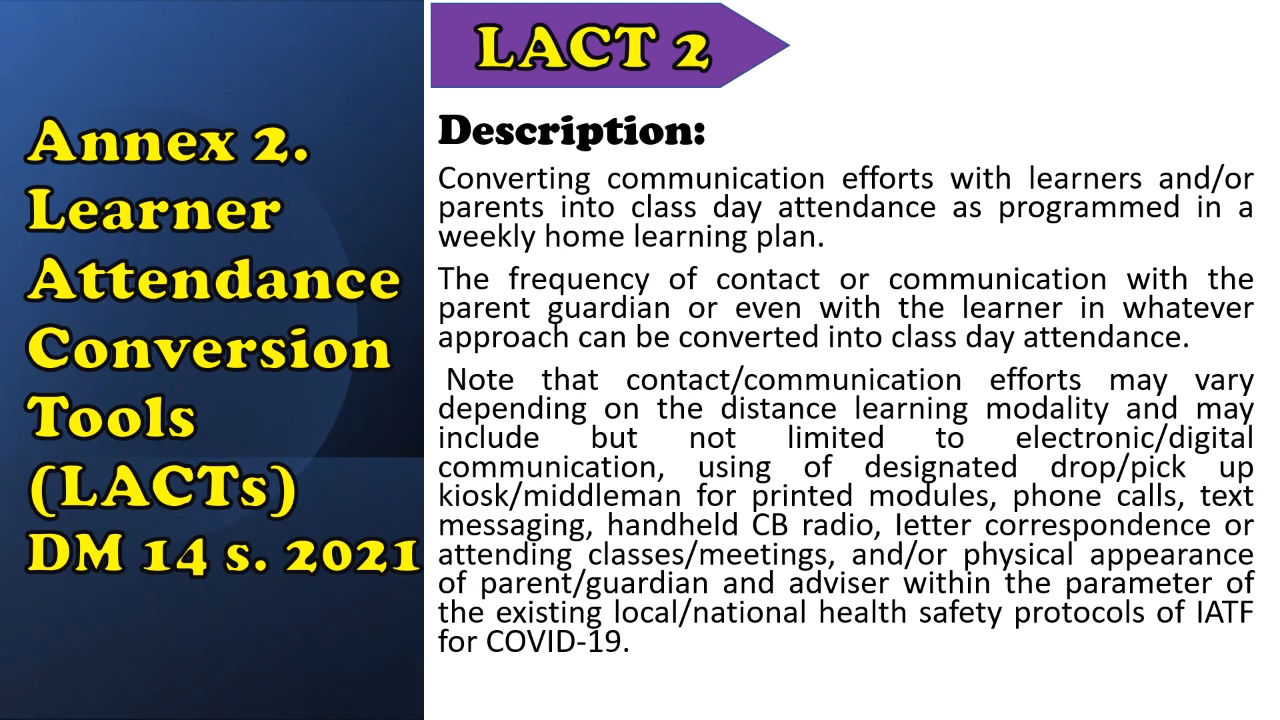 Annex 2.
Learner
Attendance
Conversion
Tools
(LACTs)
DM 14 s. 2021
LACT 2
Description:
Converting communication efforts with learners and/or
parents into class day attendance as programmed in a
weekly home learning plan.
The frequency of contact or communication with the
parent guardian or even with the learner in whatever
approach can be converted into class day attendance.
Note that contact/communication efforts may vary
depending on the distance learning modality and may
include but not limited to electronic/digital
communication, using of designated drop/pick up
kiosk/middleman for printed modules, phone calls, text
messaging, handheld CB radio, letter correspondence or
attending classes/meetings, and/or physical appearance
of parent/guardian and adviser within the parameter of
the existing local/national health safety protocols of IATF
for COVID-19.